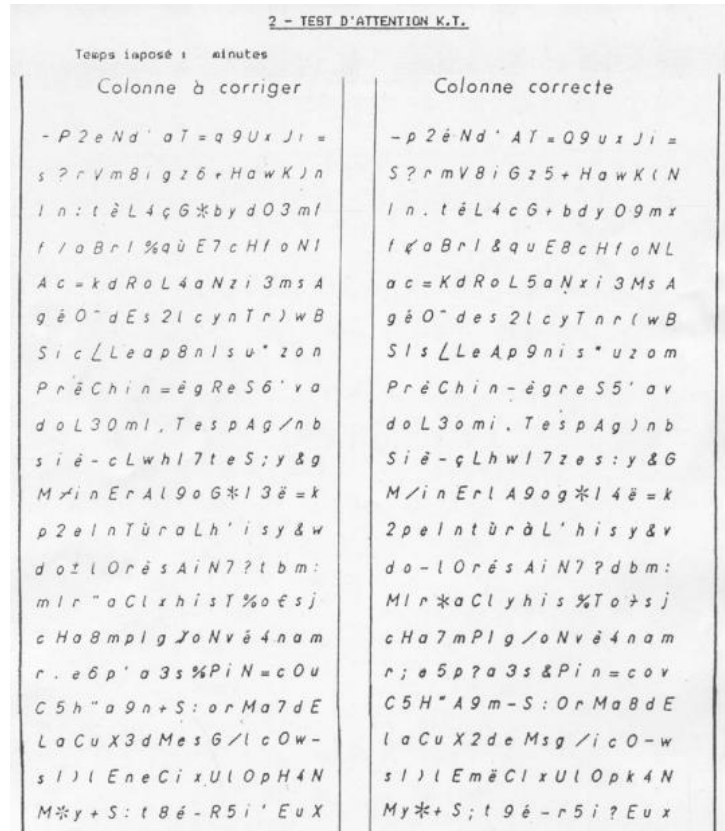 2 - TEST D'ATTENTION K.T.
Temps imposé : minutes
Colonne à corriger Colonne correcte
- P 2 e N d ' a T = q 9 U x J i = - p 2 ê N d ' A T = Q 9 u x J i =
s ? r V m 8 i g z 6 + H a w K ) n S ? r m V 8 i G z 5 + H a w K ( N
I n : t è L 4 ç G * b y d O 3 m f I n . t é L 4 c G + b d y O 9 m x
f / a B r I % q ù E 7 c H f o N l f ¢ a B r I & q u E 8 c H f o N L
A c = k d R o L 4 a N z i 3 m s A a c = K d R o L 5 a N x i 3 M s A
g è O ^ d E s 2 l c y n T r ) w B g é O ^ d e s 2 l c y T n r ( w B
S i c / L e a p 8 n I s u " z o n S I s / L e A p 9 n i s " u z o m
P r ê C h i n = è g R e S 6 ' v a P r é C h i n - è g r e S 5 ' a v
d o L 3 0 m l , T e s p A g / n b d o L 3 o m i , T e s p A g ) n b
s i é - c L w h I 7 t e S ; y & g S i ê - ç L h w I 7 z e s : y & G
M / i n E r A l 9 o G * I 3 ë = k M / i n E r l A 9 o g * I 4 ë = k
p 2 e I n T ù r a L h ' i s y & w 2 p e I n t ù r à L ' h i s y & v
d o ± l O r è s A i N 7 ? t b m : d o - l O r é s A i N 7 ? d b m :
m I r " a C l x h i s T % o £ s j M I r * a C l y h i s % T o + s j
c H a 8 m p I g / o N v é 4 n a m c H a 7 m P I g / o N v è 4 n a m
r . e 6 p ' a 3 s % P i N = c O u r ; e 5 p ? a 3 s & P i n = c o v
C 5 h " a 9 n + S : o r M a 7 d E C 5 H " A 9 m - S : O r M a 8 d E
L a C u X 3 d M e s G / l c O w - l a C u X 2 d e M s g / i c O - w
s I ) l E n e C i x U l O p H 4 N s I ) l E m ë C I x U l O p k 4 N
M * y + S : t 8 é - R 5 i ' E u X M y * + S ; t 9 é - r 5 i ? E u x